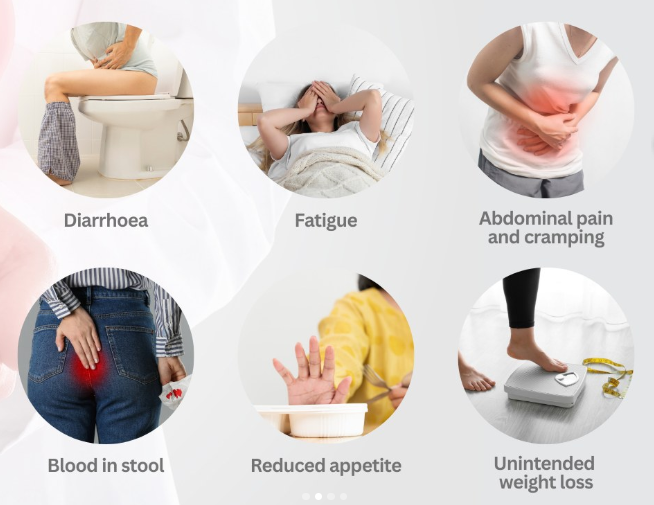 Diarrhoea
Fatigue
Abdominal pain
and cramping
Blood in stool
Reduced appetite
Unintended
weight loss